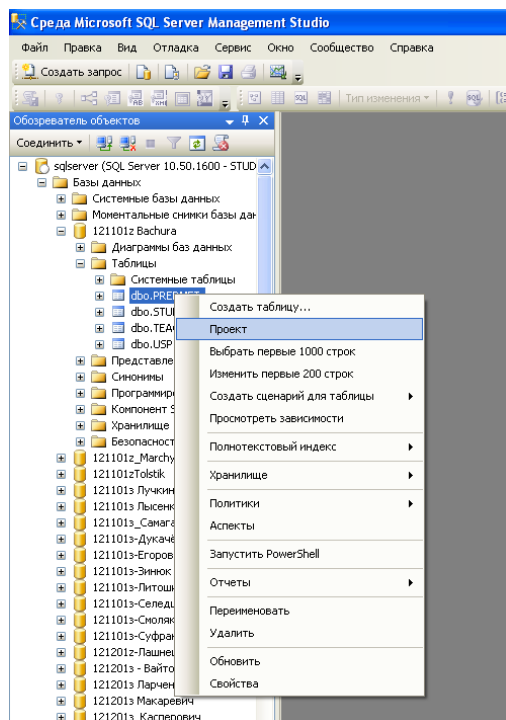 Среда Microsoft SQL Server Management Studio
Файл Правка Вид Отладка Сервис Окно Сообщество Справка
Создать запрос
Тип изменения
Обозреватель объектов
Соединить
sqlserver (SQL Server 10.50.1600 - STUD
Базы данных
Системные базы данных
Моментальные снимки базы дан
121101z Bachura
Диаграммы баз данных
Таблицы
Системные таблицы
dbo.PREDMET
dbo.STU
dbo.TEA
dbo.USP
Представле
Синонимы
Программиро
Компонент S
Хранилище
Безопасност
121101z_Marchy
121101zTolstik
121101з Лучкин
121101з Лысенк
121101з_Самага
121101з-Дукачё
121101з-Егоров
121101з-Зинюк
121101з-Литоши
121101з-Селедц
121101з-Смоляк
121101з-Суфран
121201z-Лашнец
121201з - Вайто
121201з Ларчен
121201з Макаревич
121201з_Касперович
Создать таблицу...
Проект
Выбрать первые 1000 строк
Изменить первые 200 строк
Создать сценарий для таблицы
Просмотреть зависимости
Полнотекстовый индекс
Хранилище
Политики
Аспекты
Запустить PowerShell
Отчеты
Переименовать
Удалить
Обновить
Свойства